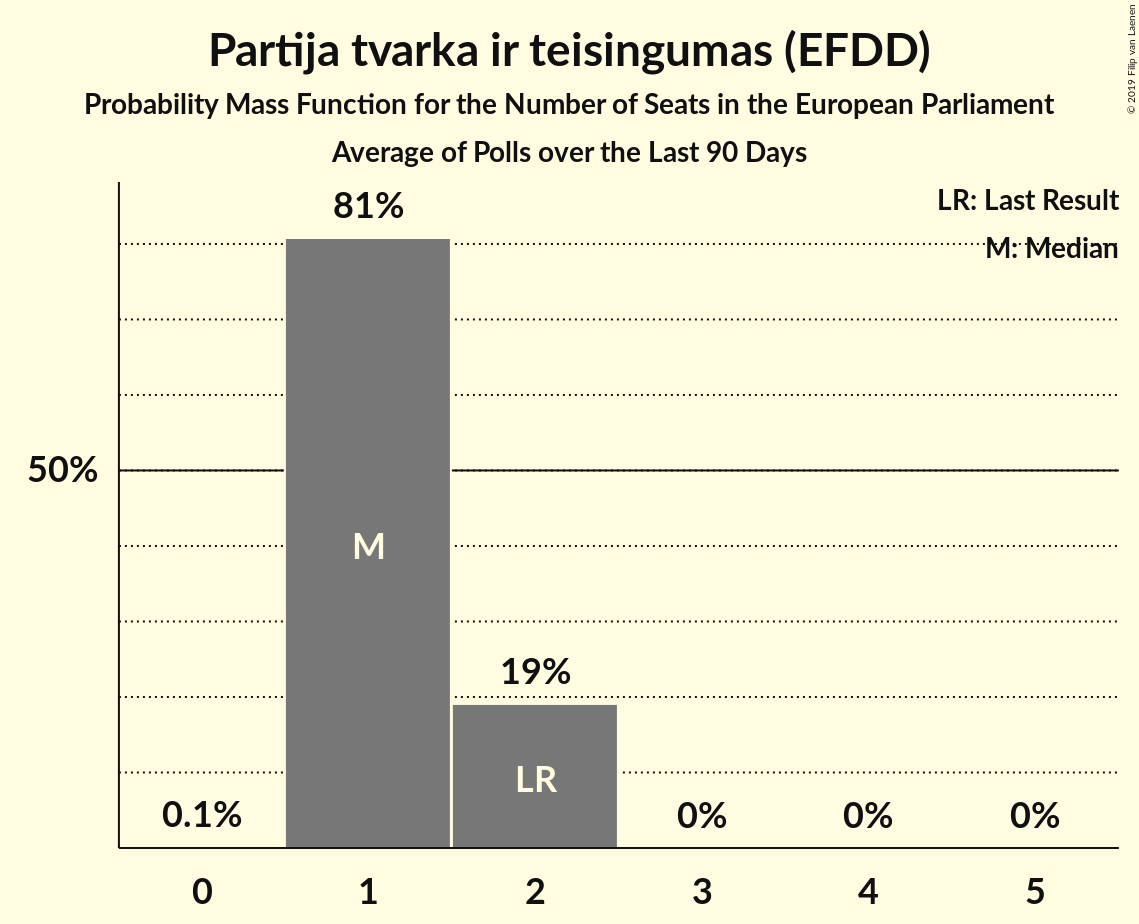 Partija tvarka ir teisingumas (EFDD)
Probability Mass Function for the Number of Seats in the European Parliament
Average of Polls over the Last 90 Days
© 2019 Filip van Laenen
LR: Last Result
M: Median
81%
50%
M
19%
LR
0.1%
0%
0%
0%
0 1 2 3 4 5